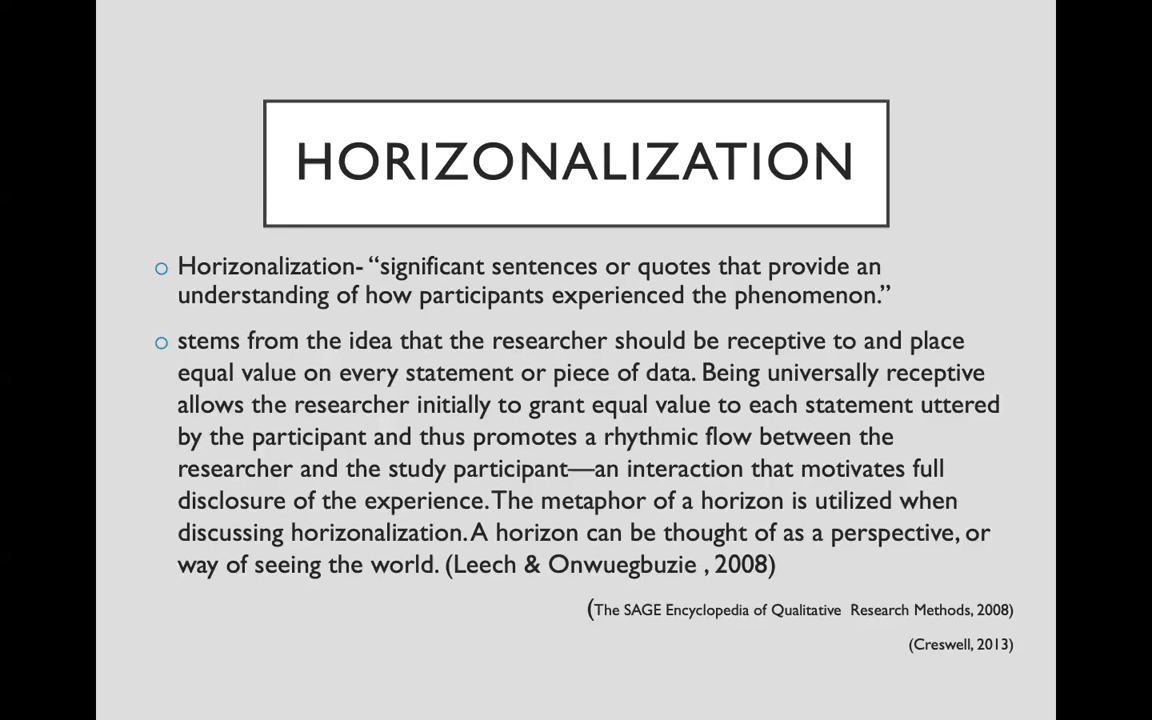 HORIZONALIZATION
Horizonalization- “significant sentences or quotes that provide an
understanding of how participants experienced the phenomenon.”
stems from the idea that the researcher should be receptive to and place
equal value on every statement or piece of data. Being universally receptive
allows the researcher initially to grant equal value to each statement uttered
by the participant and thus promotes a rhythmic flow between the
researcher and the study participant—an interaction that motivates full
disclosure of the experience. The metaphor of a horizon is utilized when
discussing horizonalization. A horizon can be thought of as a perspective, or
way of seeing the world. (Leech & Onwuegbuzie , 2008)
(The SAGE Encyclopedia of Qualitative Research Methods, 2008)
(Creswell, 2013)